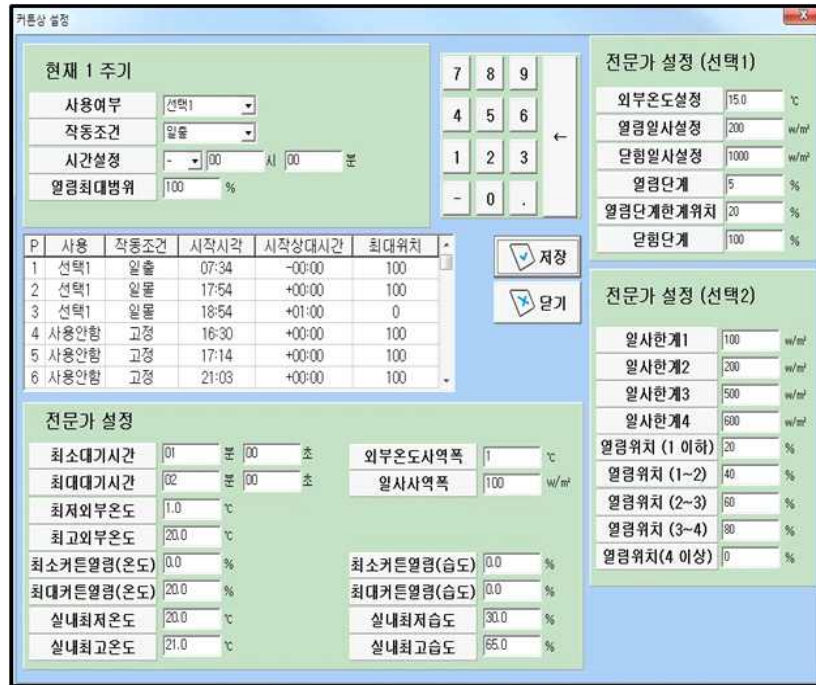 커튼상 설정
현재 1 주기
사용여부 선택1
작동조건 일출
시간설정 - 00 시 00 분
열림최대범위 100 %
7 8 9
4 5 6 ←
1 2 3
- 0 .
P 사용 작동조건 시작시각 시작상대시간 최대위치
1 선택1 일출 07:34 -00:00 100
2 선택1 일몰 17:54 +00:00 100
3 선택1 일몰 18:54 +01:00 0
4 사용안함 고정 16:30 +00:00 100
5 사용안함 고정 17:14 +00:00 100
6 사용안함 고정 21:03 +00:00 100
저장
닫기
전문가 설정
최소대기시간 01 분 00 초 외부온도사역폭 1 ℃
최대대기시간 02 분 00 초 일사사역폭 100 w/m²
최저외부온도 1.0 ℃
최고외부온도 20.0 ℃
최소커튼열림(온도) 0.0 % 최소커튼열림(습도) 0.0 %
최대커튼열림(온도) 20.0 % 최대커튼열림(습도) 0.0 %
실내최저온도 20.0 ℃ 실내최저습도 30.0 %
실내최고온도 21.0 ℃ 실내최고습도 65.0 %
전문가 설정 (선택1)
외부온도설정 15.0 ℃
열림일사설정 200 w/m²
닫힘일사설정 1000 w/m²
열림단계 5 %
열림단계한계위치 20 %
닫힘단계 100 %
전문가 설정 (선택2)
일사한계1 100 w/m²
일사한계2 200 w/m²
일사한계3 500 w/m²
일사한계4 600 w/m²
열림위치 (1 이하) 20 %
열림위치 (1~2) 40 %
열림위치 (2~3) 60 %
열림위치 (3~4) 80 %
열림위치(4 이상) 0 %